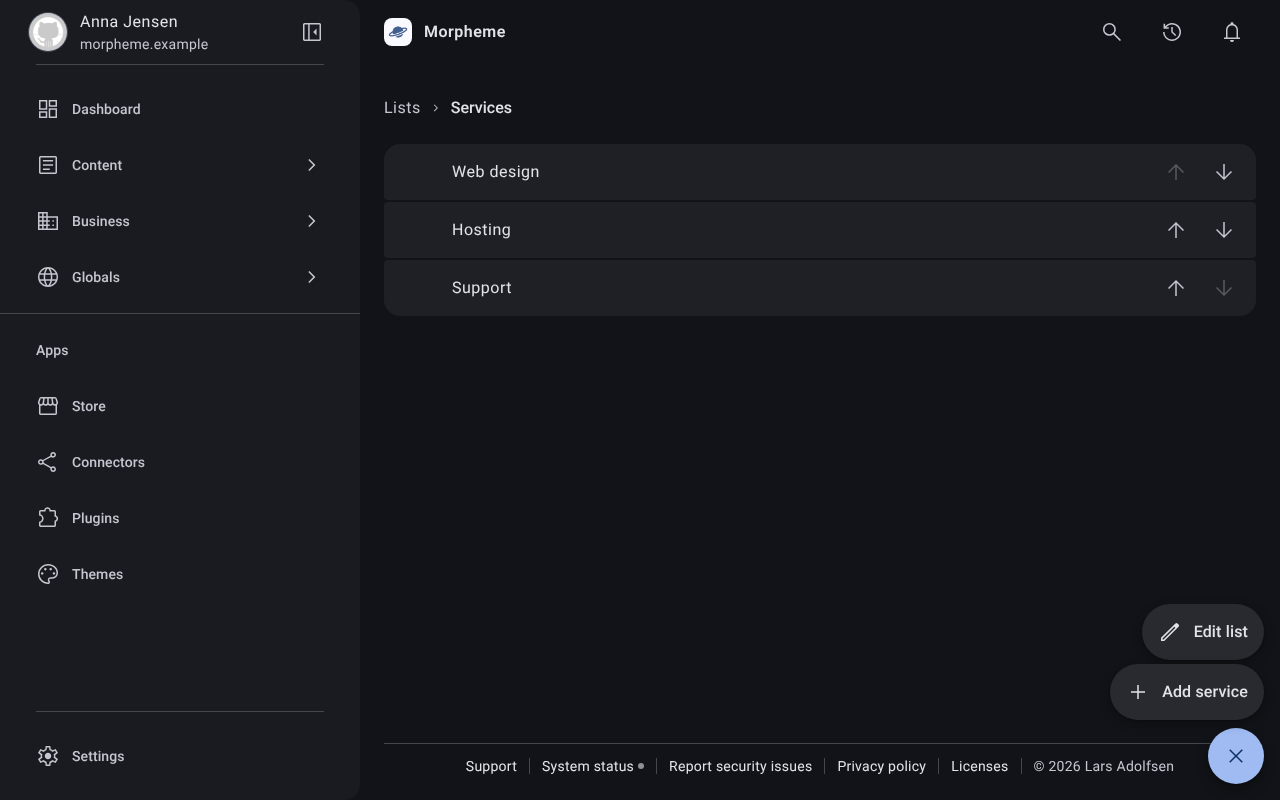 Anna Jensen
morpheme.example
Dashboard
Content
Business
Globals
Apps
Store
Connectors
Plugins
Themes
Settings
Morpheme
Lists > Services
Web design
Hosting
Support
Edit list
Add service
Support System status Report security issues Privacy policy Licenses © 2026 Lars Adolfsen